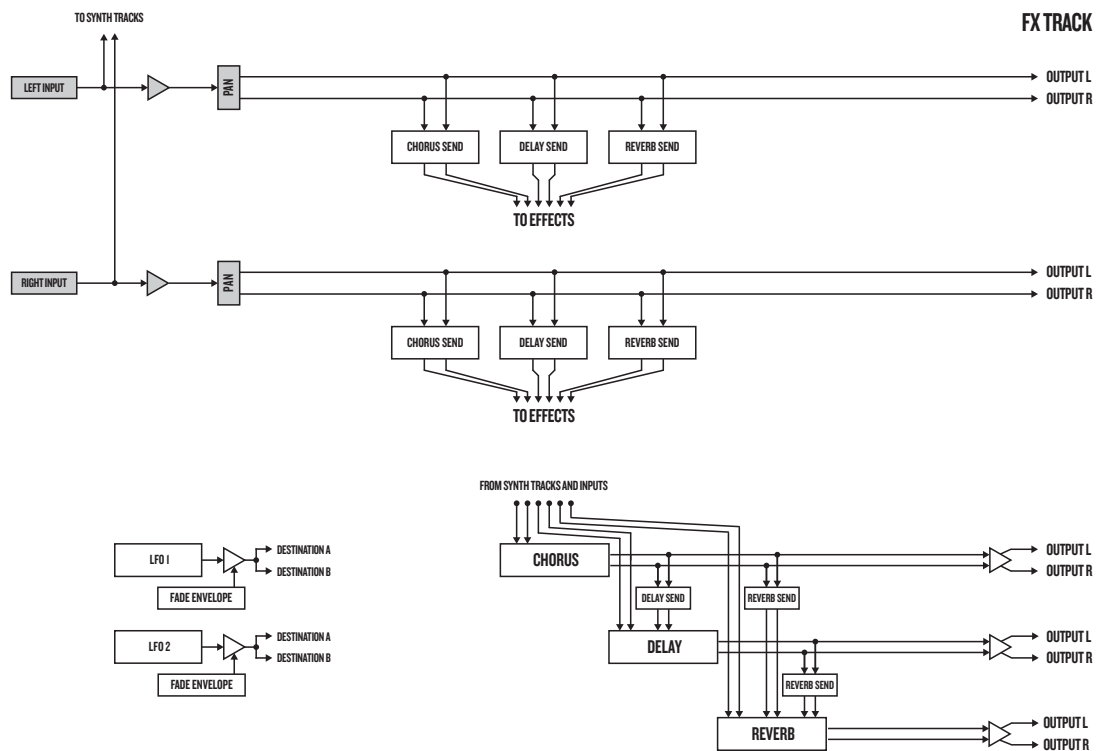 TO SYNTH TRACKS
FX TRACK
LEFT INPUT
PAN
OUTPUT L
OUTPUT R
CHORUS SEND
DELAY SEND
REVERB SEND
TO EFFECTS
RIGHT INPUT
PAN
OUTPUT L
OUTPUT R
CHORUS SEND
DELAY SEND
REVERB SEND
TO EFFECTS
FROM SYNTH TRACKS AND INPUTS
LFO 1
DESTINATION A
DESTINATION B
FADE ENVELOPE
LFO 2
DESTINATION A
DESTINATION B
FADE ENVELOPE
CHORUS
OUTPUT L
OUTPUT R
DELAY SEND
REVERB SEND
DELAY
OUTPUT L
OUTPUT R
REVERB SEND
REVERB
OUTPUT L
OUTPUT R